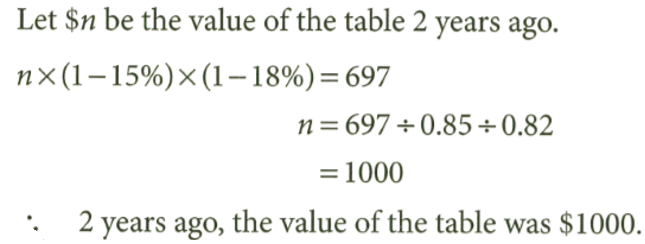 Let $n be the value of the table 2 years ago.
n×(1−15%)×(1−18%)=697
n=697÷0.85÷0.82
=1000
∴ 2 years ago, the value of the table was $1000.